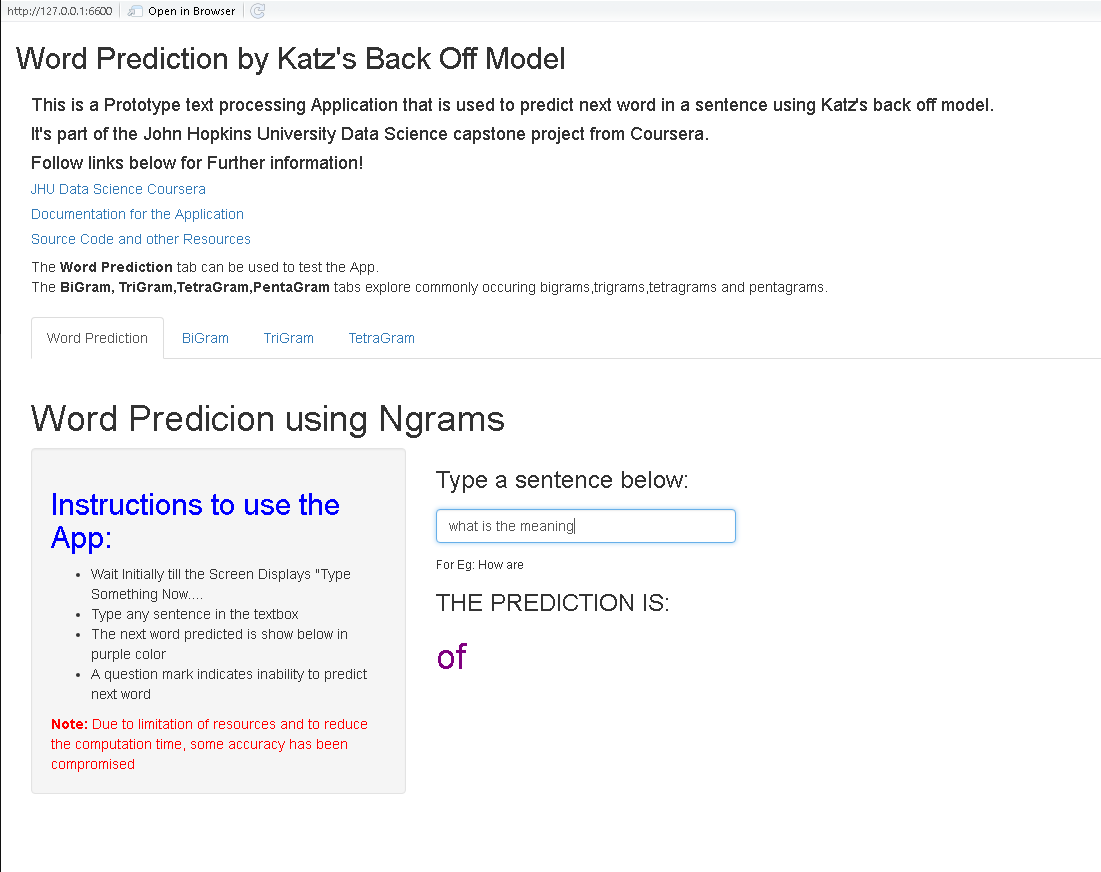 http://127.0.0.1:6600 Open in Browser
Word Prediction by Katz's Back Off Model
This is a Prototype text processing Application that is used to predict next word in a sentence using Katz's back off model.
It's part of the John Hopkins University Data Science capstone project from Coursera.
Follow links below for Further information!
JHU Data Science Coursera
Documentation for the Application
Source Code and other Resources
The Word Prediction tab can be used to test the App.
The BiGram, TriGram,TetraGram,PentaGram tabs explore commonly occuring bigrams,trigrams,tetragrams and pentagrams.
Word Prediction BiGram TriGram TetraGram
Word Predicion using Ngrams
Instructions to use the
App:
• Wait Initially till the Screen Displays "Type
Something Now....
• Type any sentence in the textbox
• The next word predicted is show below in
purple color
• A question mark indicates inability to predict
next word
Note: Due to limitation of resources and to reduce
the computation time, some accuracy has been
compromised
Type a sentence below:
what is the meaning
For Eg: How are
THE PREDICTION IS:
of